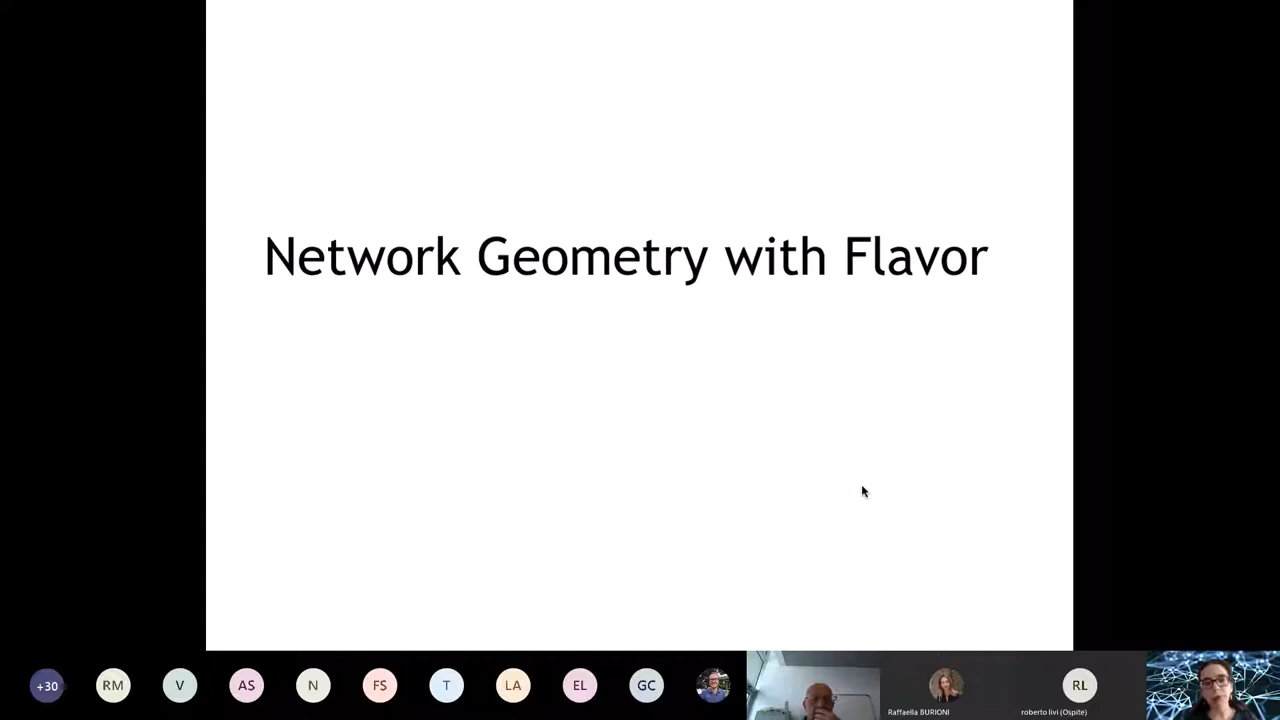 Network Geometry with Flavor
+30
RM
V
AS
N
FS
T
LA
EL
GC
Raffaella BURIONI
RL
roberto livi (Ospite)